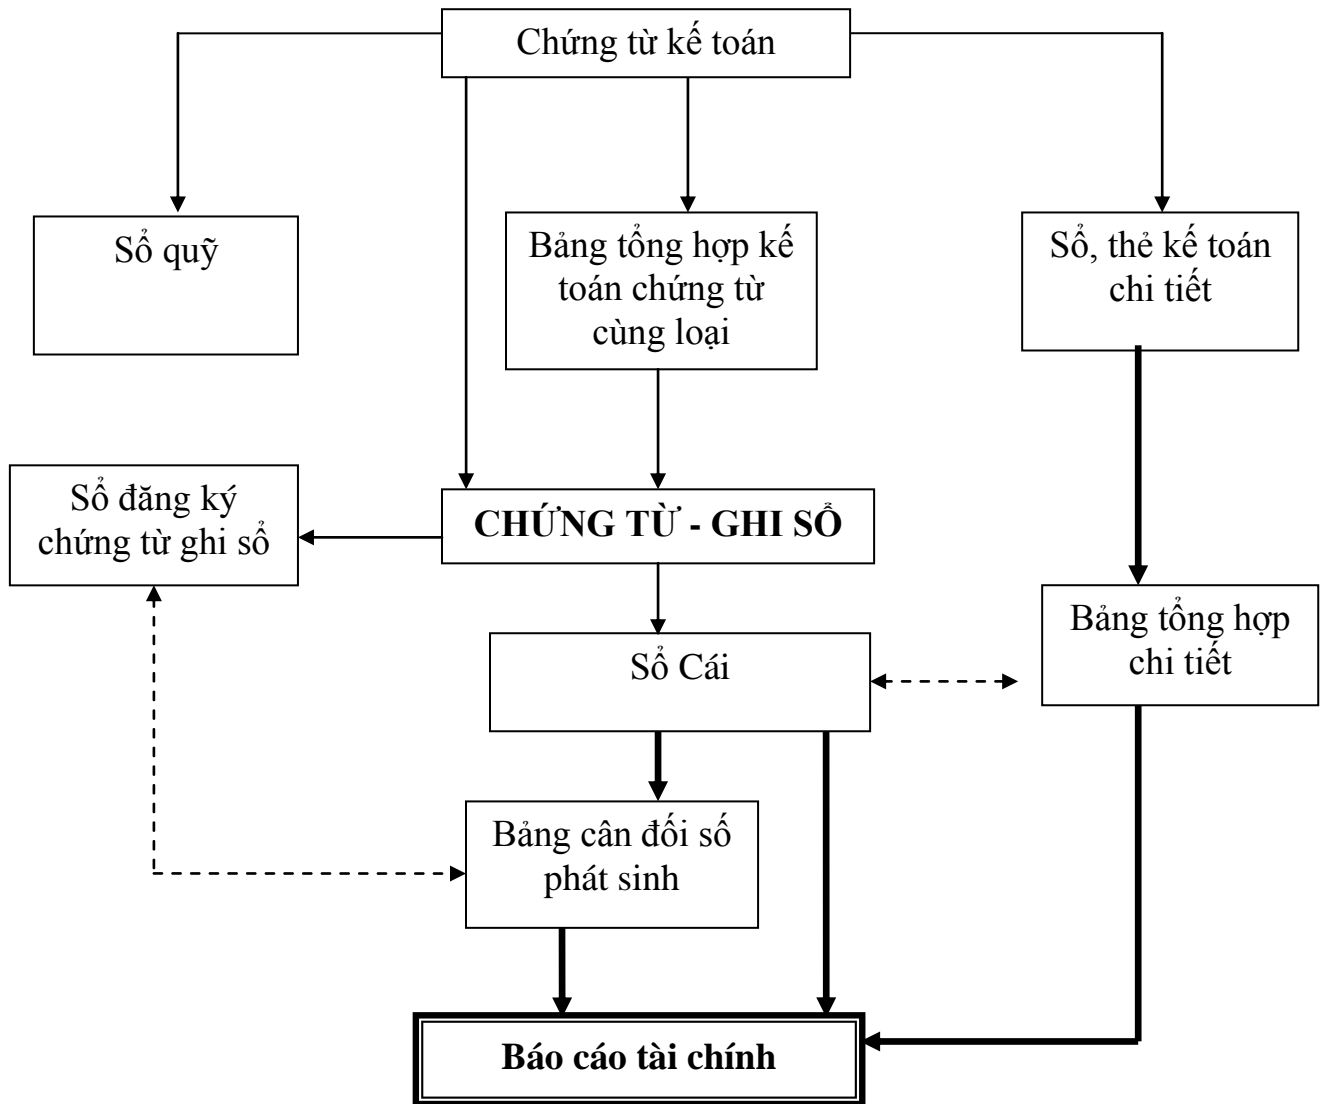 Chứng từ kế toán
Sổ quỹ
Bảng tổng hợp kế
toán chứng từ
cùng loại
Sổ, thẻ kế toán
chi tiết
Sổ đăng ký
chứng từ ghi sổ
CHỨNG TỪ - GHI SỔ
Bảng tổng hợp
chi tiết
Sổ Cái
Bảng cân đối số
phát sinh
Báo cáo tài chính